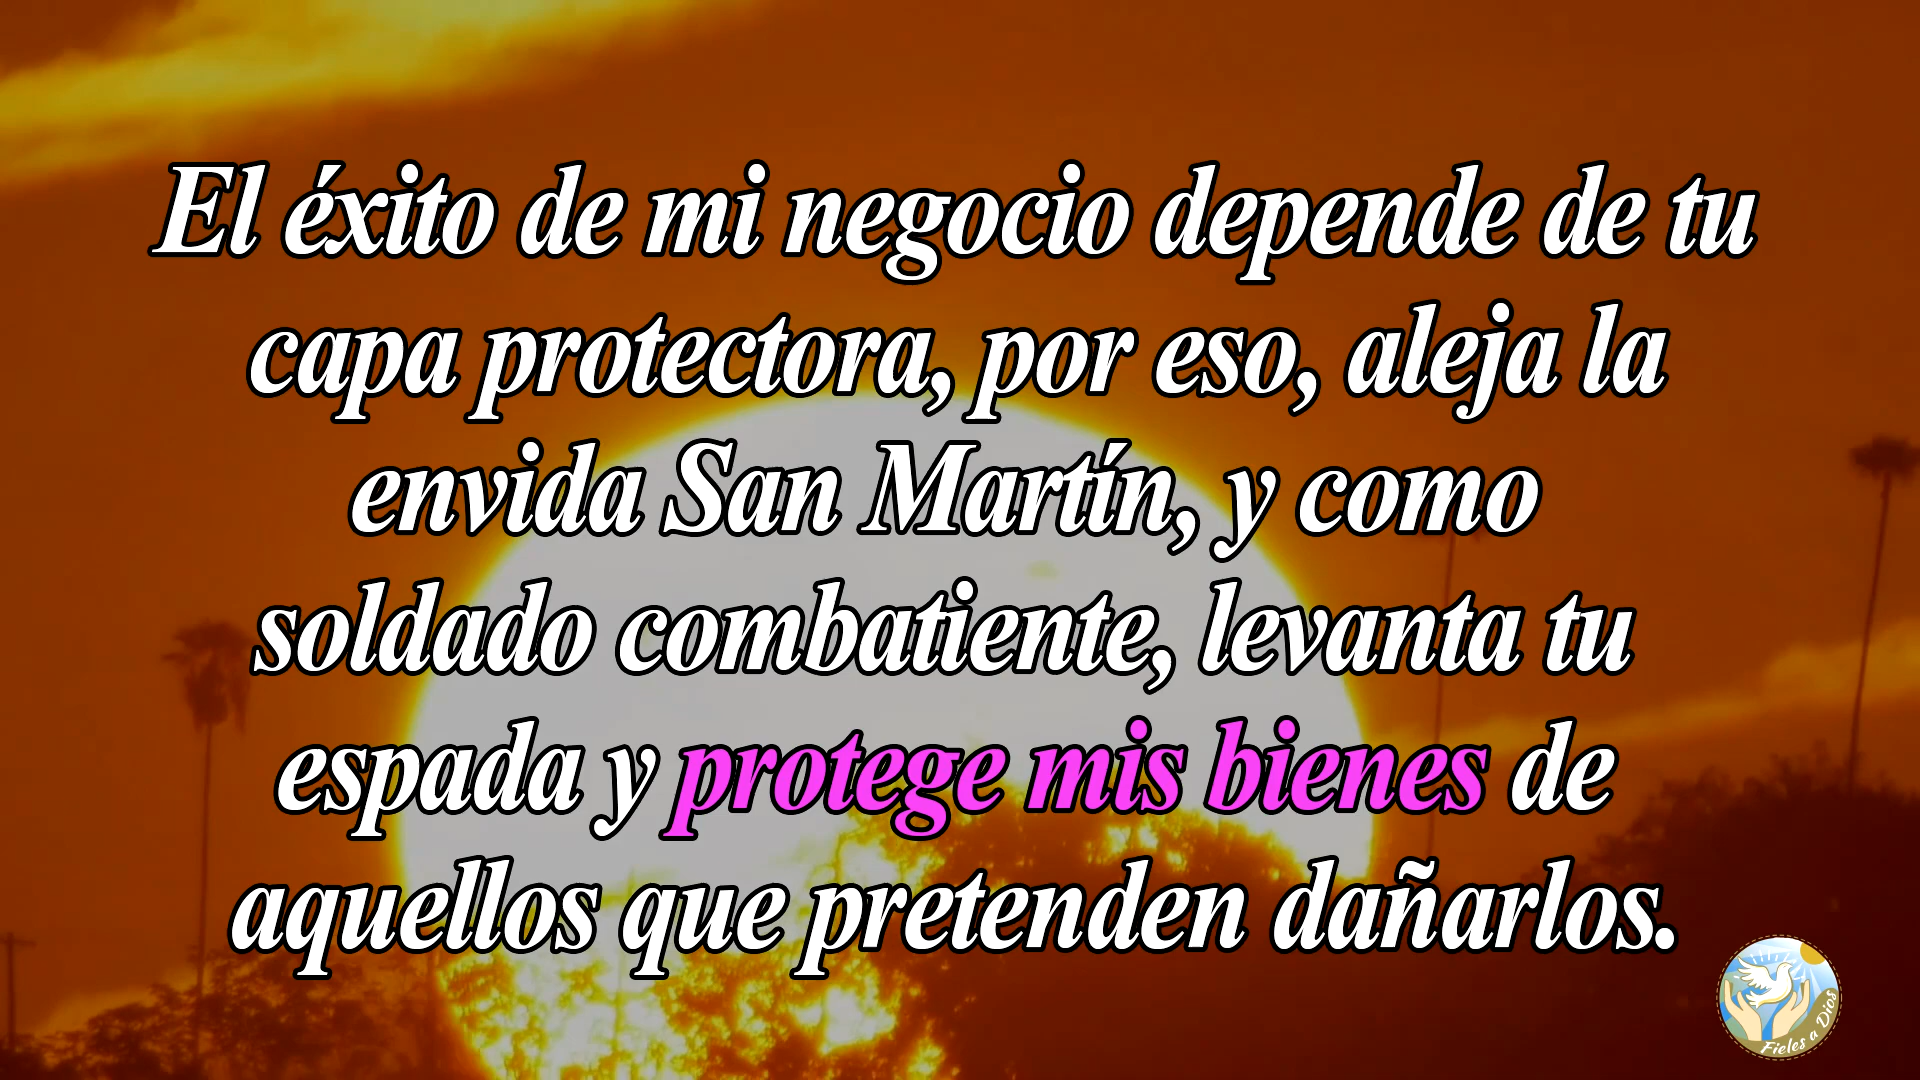 El éxito de mi negocio depende de tu
capa protectora, por eso, aleja la
envida San Martín, y como
soldado combatiente, levanta tu
espada y protege mis bienes de
aquellos que pretenden dañarlos.
Fieles a Dios